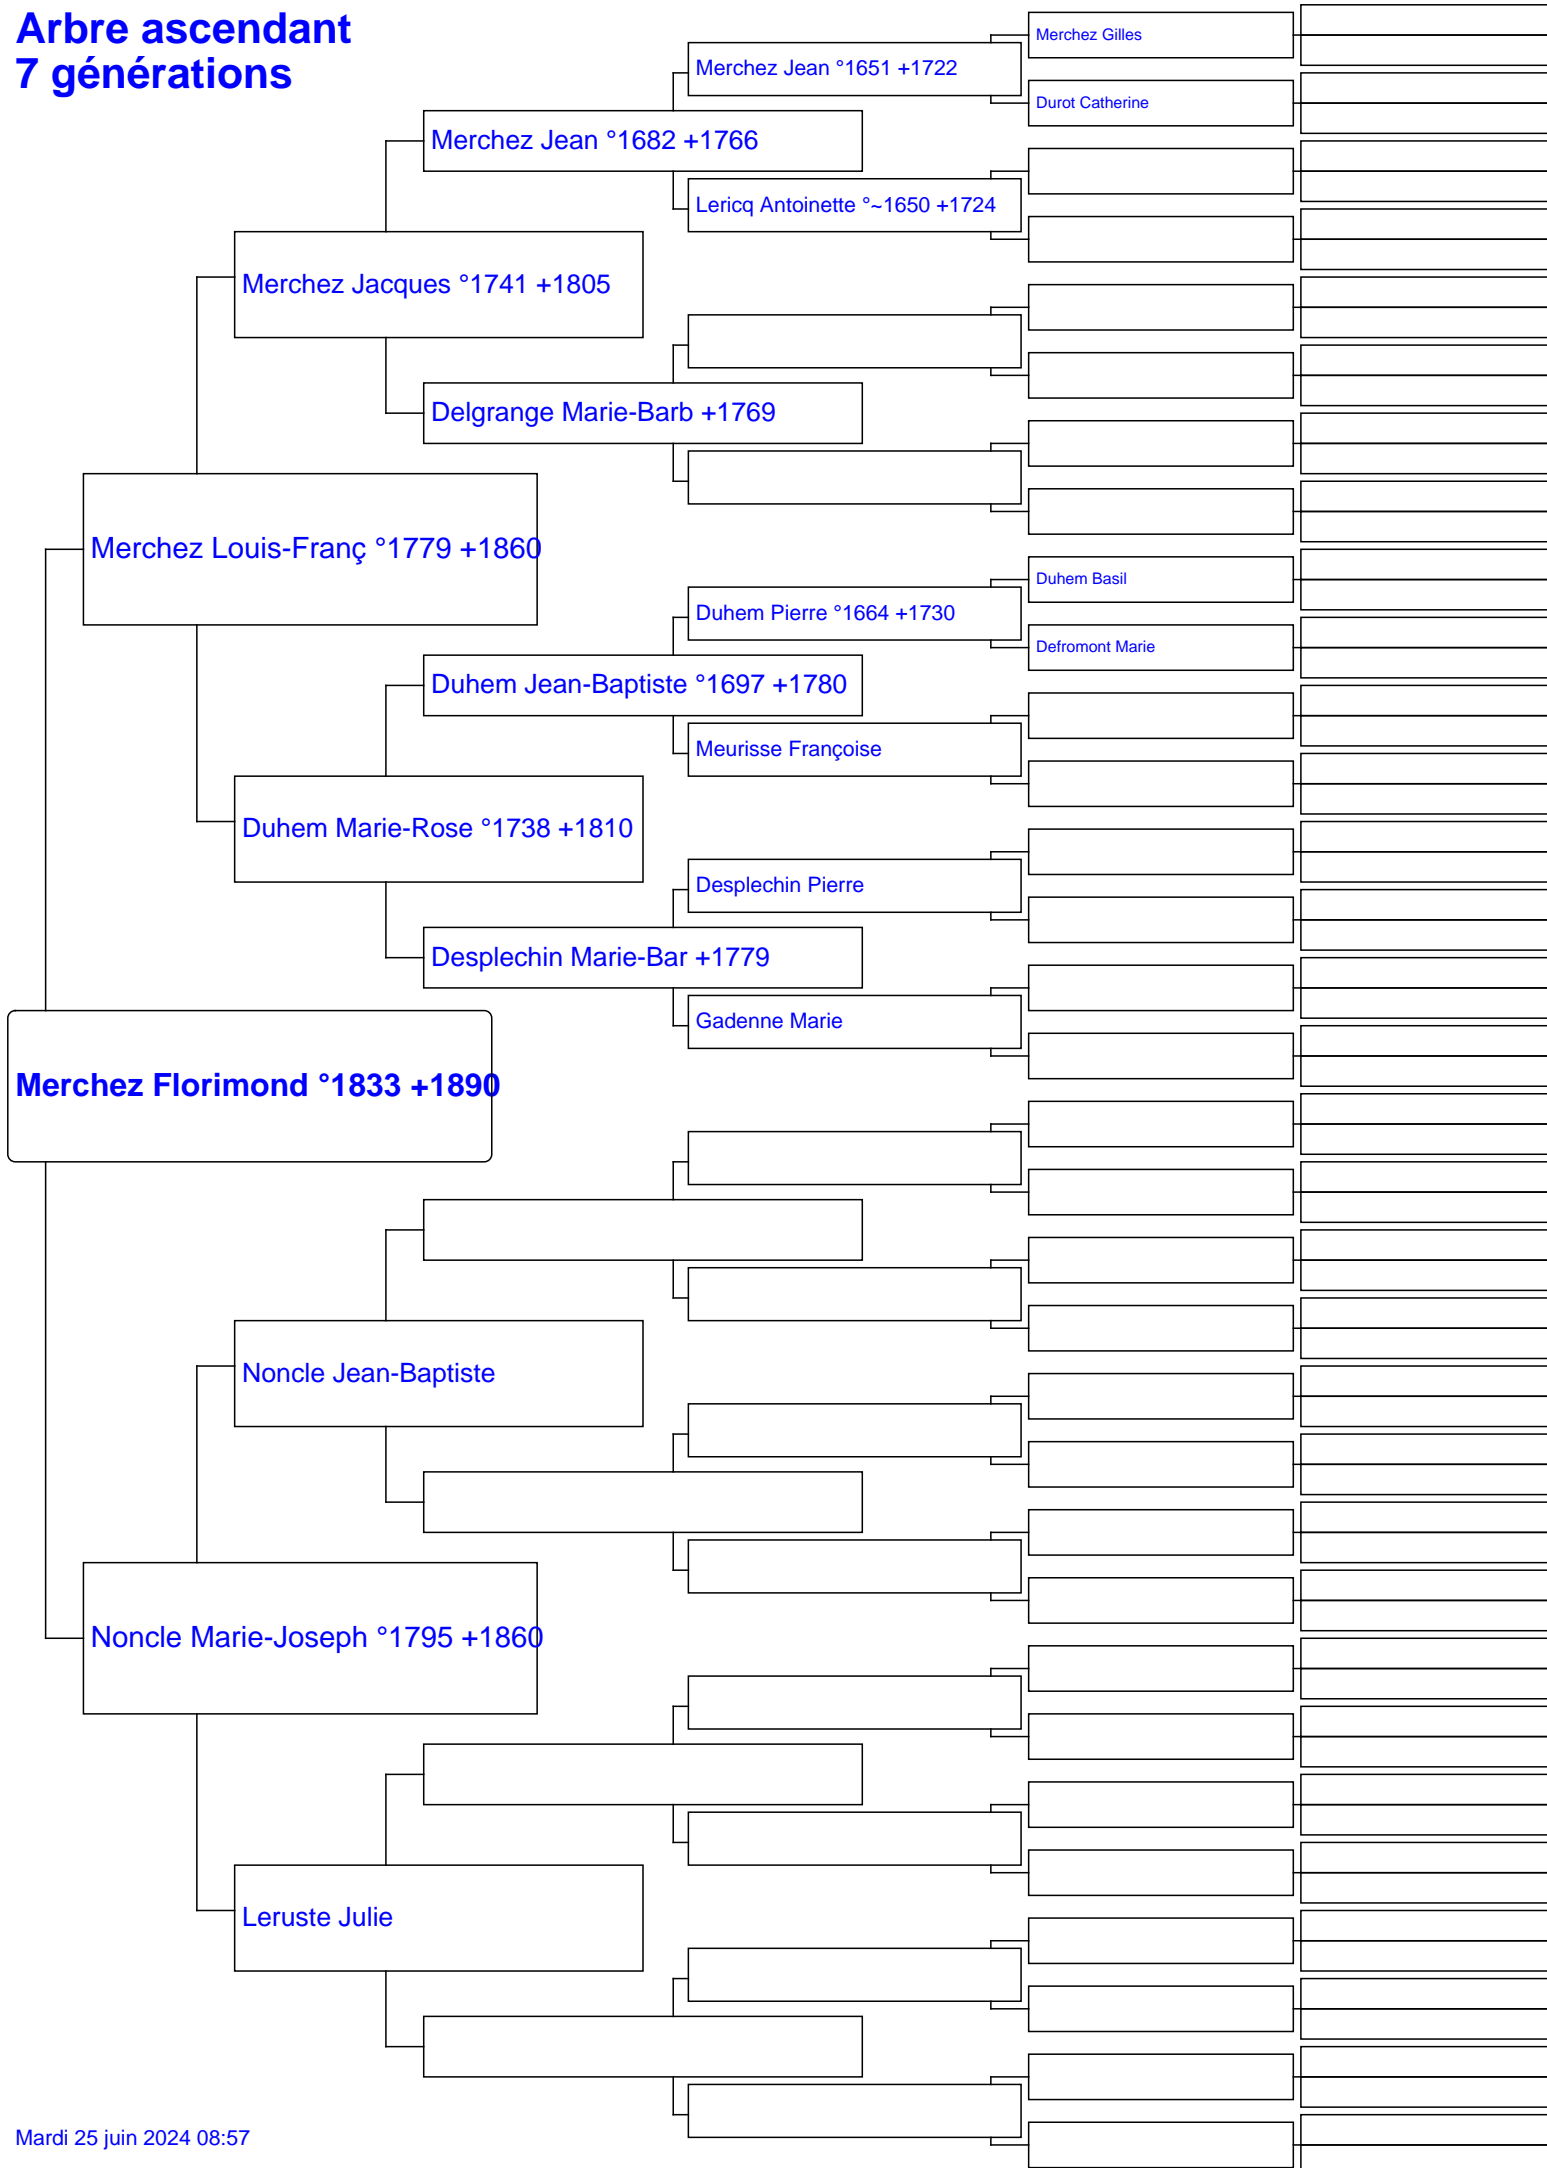 Arbre ascendant
7 générations
Merchez Gilles
Merchez Jean °1651 +1722
Durot Catherine
Merchez Jean °1682 +1766
Lericq Antoinette °~1650 +1724
Merchez Jacques °1741 +1805
Delgrange Marie-Barb +1769
Merchez Louis-Franç °1779 +1860
Duhem Basil
Duhem Pierre °1664 +1730
Defromont Marie
Duhem Jean-Baptiste °1697 +1780
Meurisse Françoise
Duhem Marie-Rose °1738 +1810
Desplechin Pierre
Desplechin Marie-Bar +1779
Gadenne Marie
Merchez Florimond °1833 +1890
Noncle Jean-Baptiste
Noncle Marie-Joseph °1795 +1860
Leruste Julie
Mardi 25 juin 2024 08:57